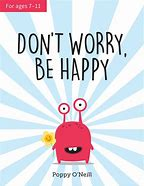 For ages 7–11
DON'T WORRY,
BE HAPPY
Poppy O'Neill